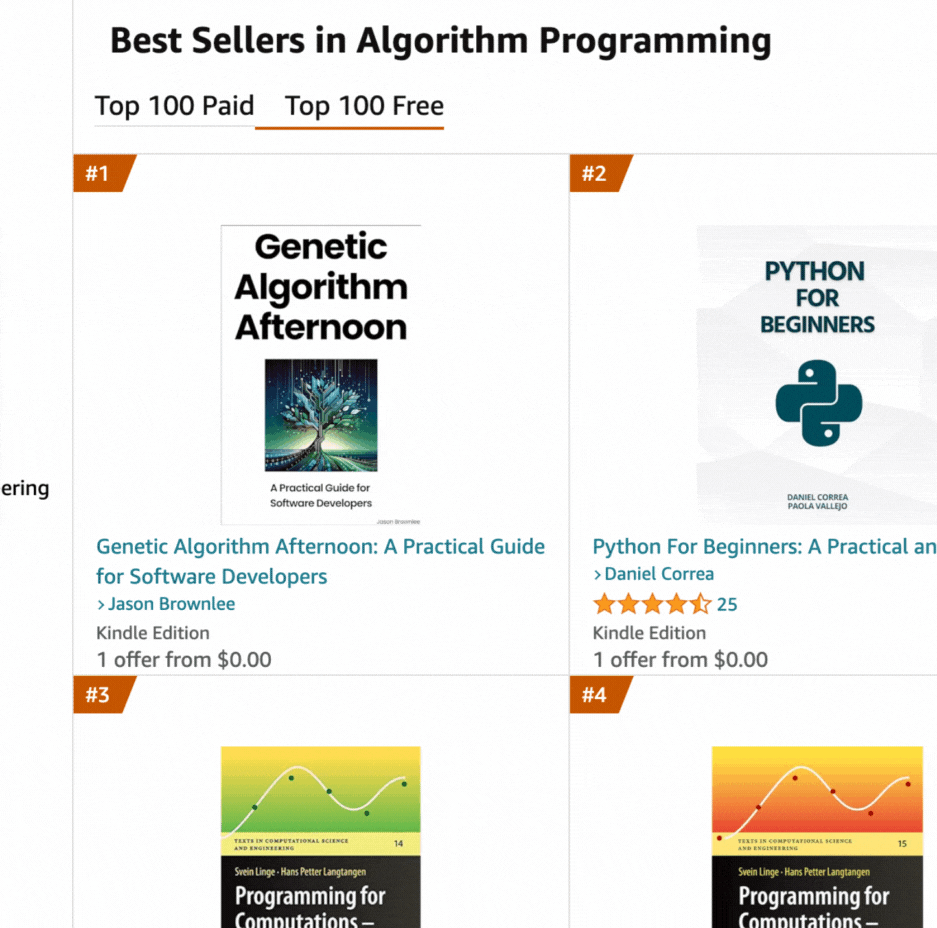 Best Sellers in Algorithm Programming
Top 100 Paid Top 100 Free
#1
Genetic
Algorithm
Afternoon
A Practical Guide for
Software Developers
Jason Brownlee
Genetic Algorithm Afternoon: A Practical Guide
for Software Developers
› Jason Brownlee
Kindle Edition
1 offer from $0.00
#2
PYTHON
FOR
BEGINNERS
DANIEL CORREA
PAOLA VALLEJO
Python For Beginners: A Practical an
› Daniel Correa
25
Kindle Edition
1 offer from $0.00
ering
#3
TEXTS IN COMPUTATIONAL SCIENCE
AND ENGINEERING
14
Svein Linge · Hans Petter Langtangen
Programming for
Computations –
#4
TEXTS IN COMPUTATIONAL SCIENCE
AND ENGINEERING
15
Svein Linge · Hans Petter Langtangen
Programming for
Computations –